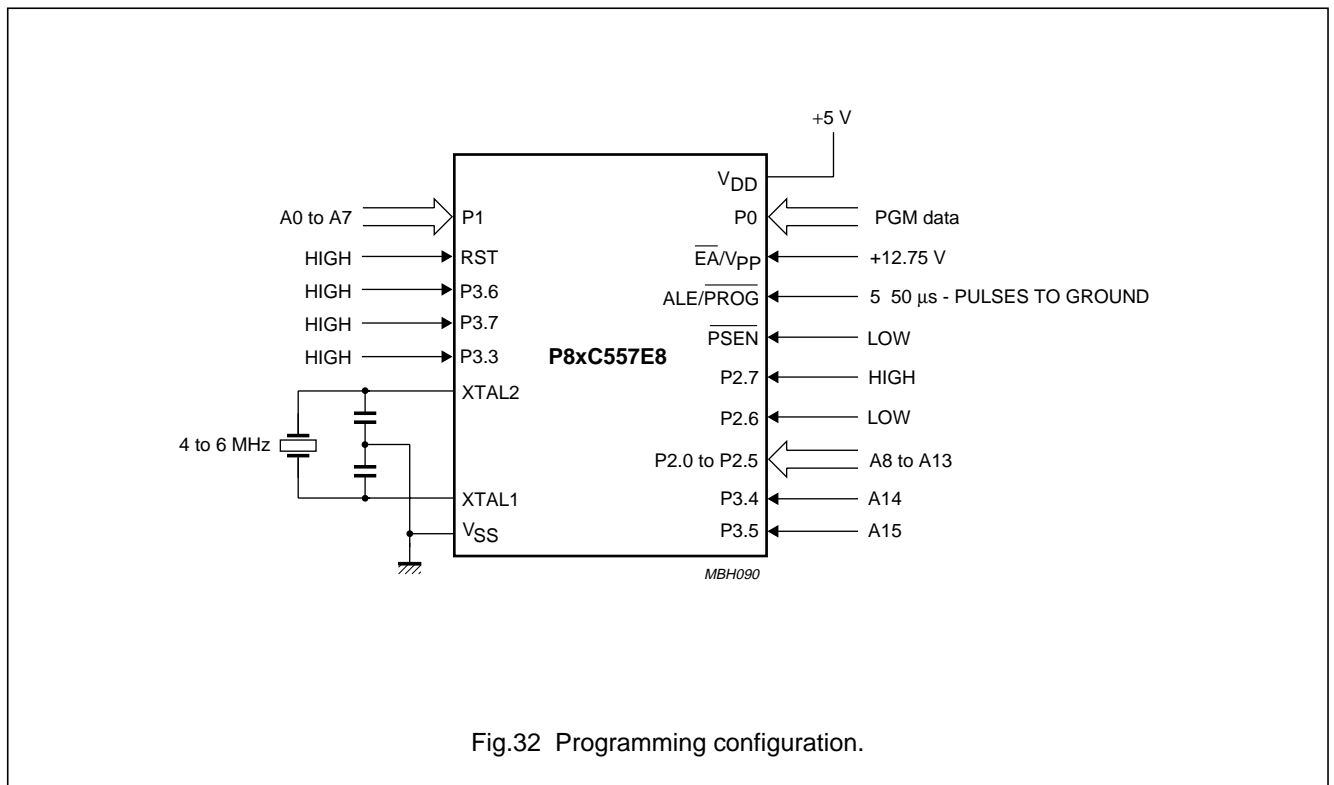 +5 V
VDD
A0 to A7 P1 P0 PGM data
HIGH RST EA/VPP +12.75 V
HIGH P3.6 ALE/PROG 5 50 μs - PULSES TO GROUND
HIGH P3.7 PSEN LOW
HIGH P3.3 P8xC557E8 P2.7 HIGH
XTAL2 P2.6 LOW
4 to 6 MHz P2.0 to P2.5 A8 to A13
XTAL1 P3.4 A14
VSS P3.5 A15
MBH090
Fig.32 Programming configuration.